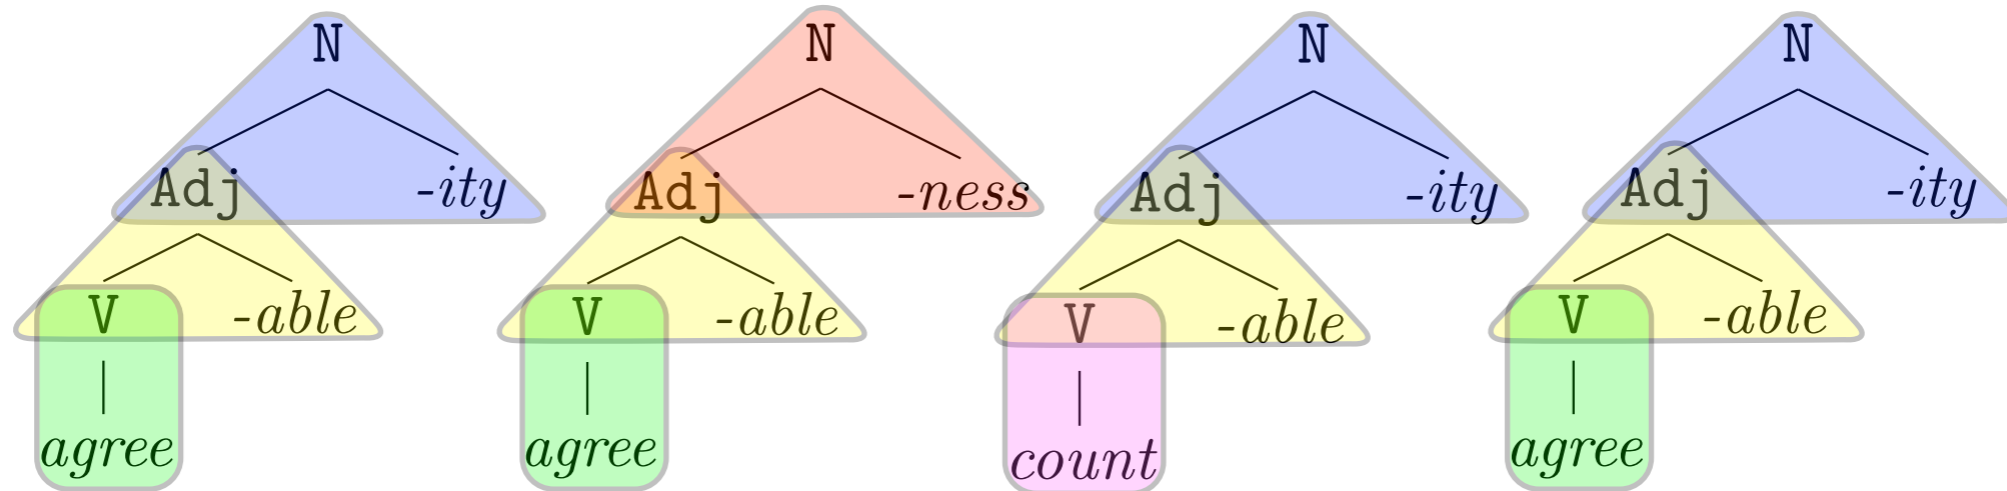 N N N N
Adj -ity Adj -ness Adj -ity Adj -ity
V -able V -able V -able V -able
agree agree count agree